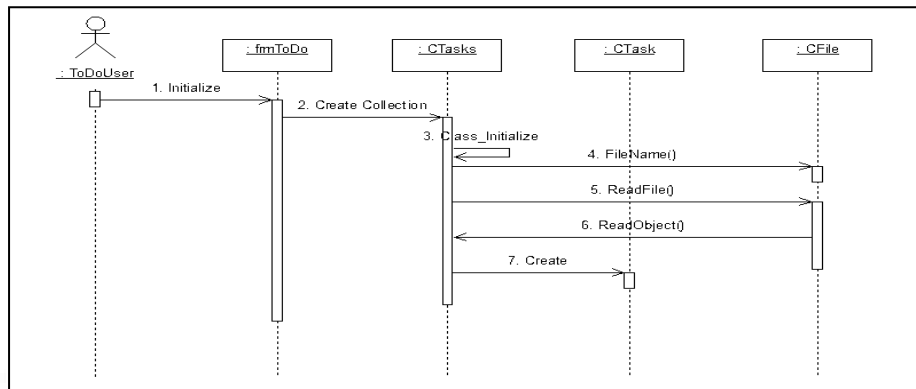 : frmToDo
: CTasks
: CTask
: CFile
: ToDoUser
1. Initialize
2. Create Collection
3. Class_Initialize
4. FileName()
5. ReadFile()
6. ReadObject()
7. Create